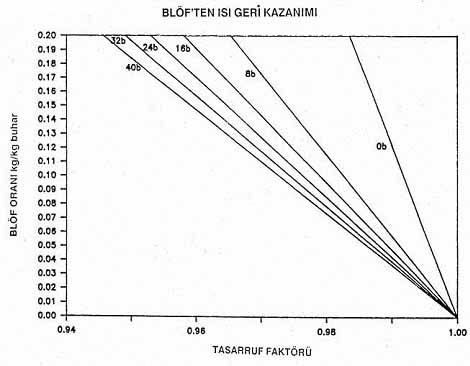 BLÖF'TEN ISI GERİ KAZANIMI
0.20
0.19
0.18
0.17
0.16
0.15
0.14
0.13
0.12
0.11
0.10
0.09
0.08
0.07
0.06
0.05
0.04
0.03
0.02
0.01
0.00
BLÖF ORANI kg/kg buhar
32b
24b
16b
40b
8b
0b
0.94
0.96
0.98
1.00
TASARRUF FAKTÖRÜ